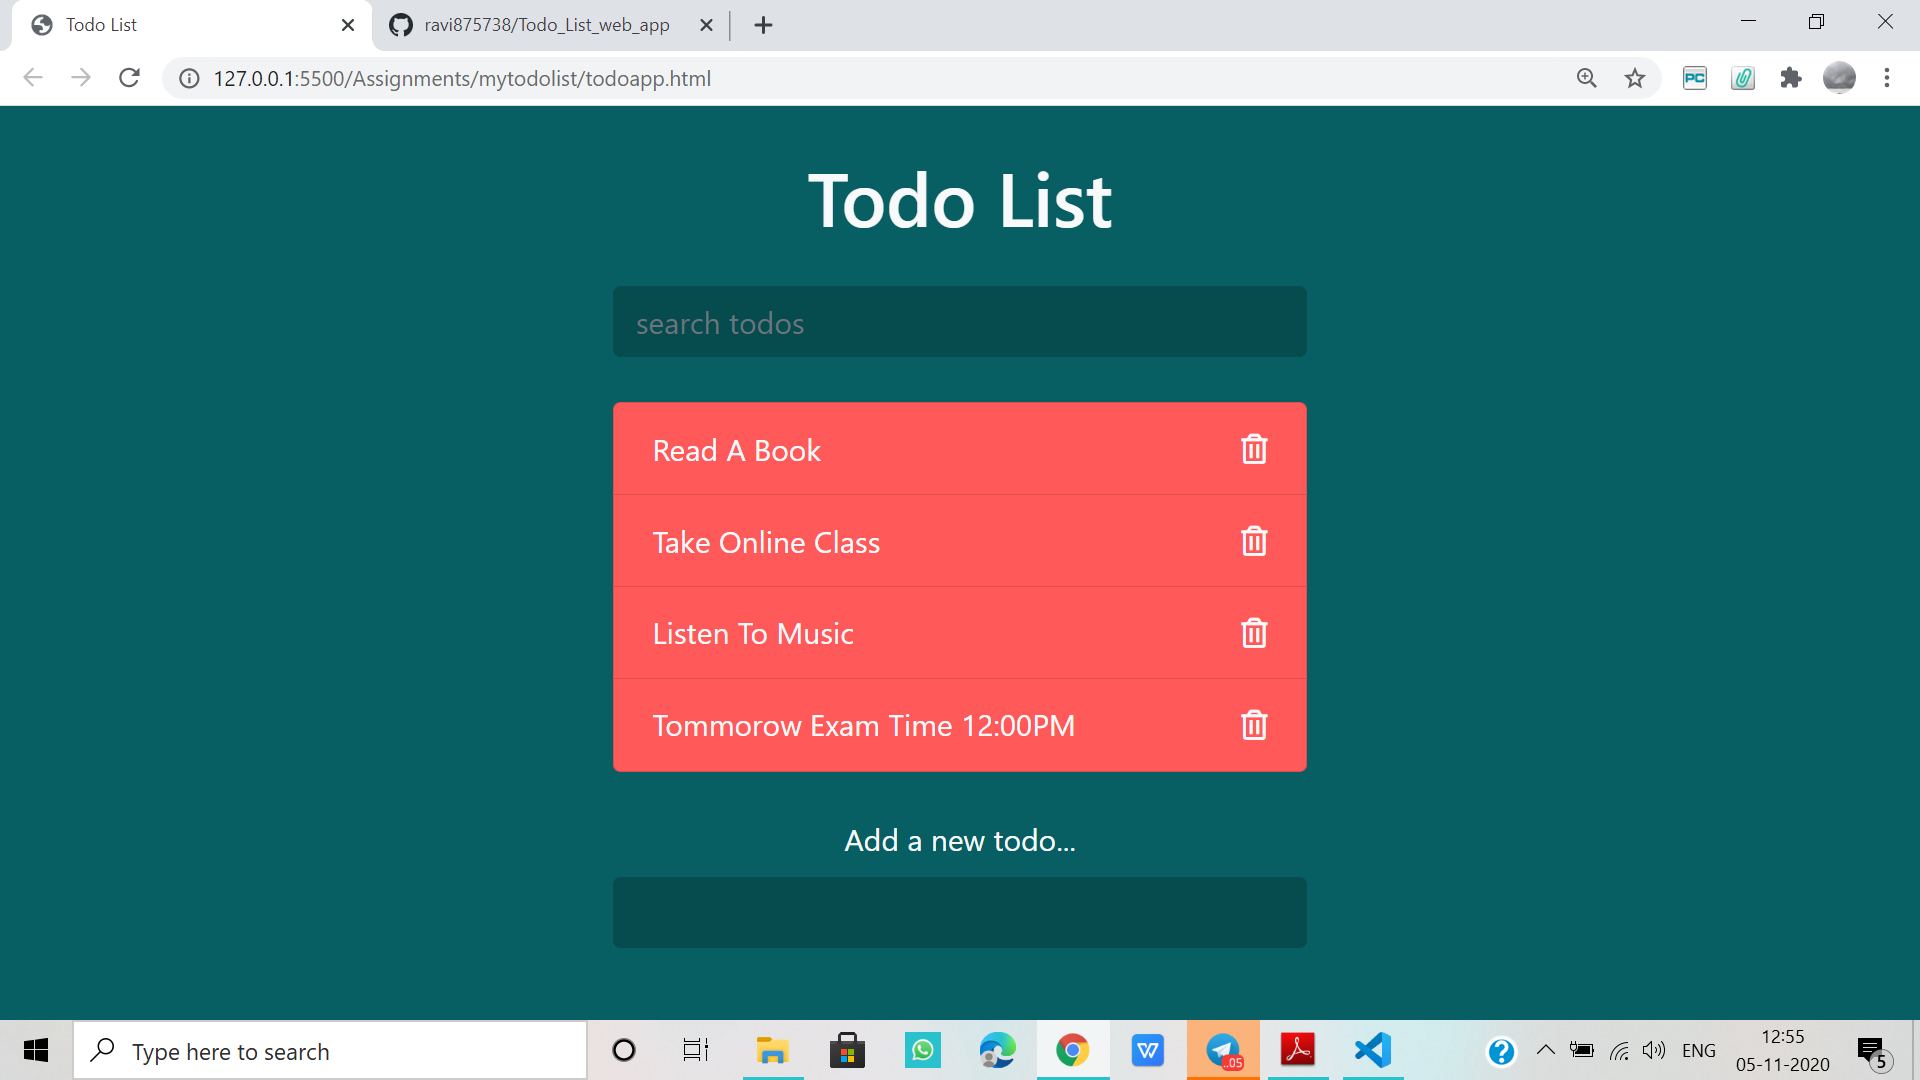 Todo List
ravi875738/Todo_List_web_app
127.0.0.1:5500/Assignments/mytodolist/todoapp.html
PC
Todo List
search todos
Read A Book
Take Online Class
Listen To Music
Tommorow Exam Time 12:00PM
Add a new todo...
Type here to search
W
..05
ENG
12:55
05-11-2020
5